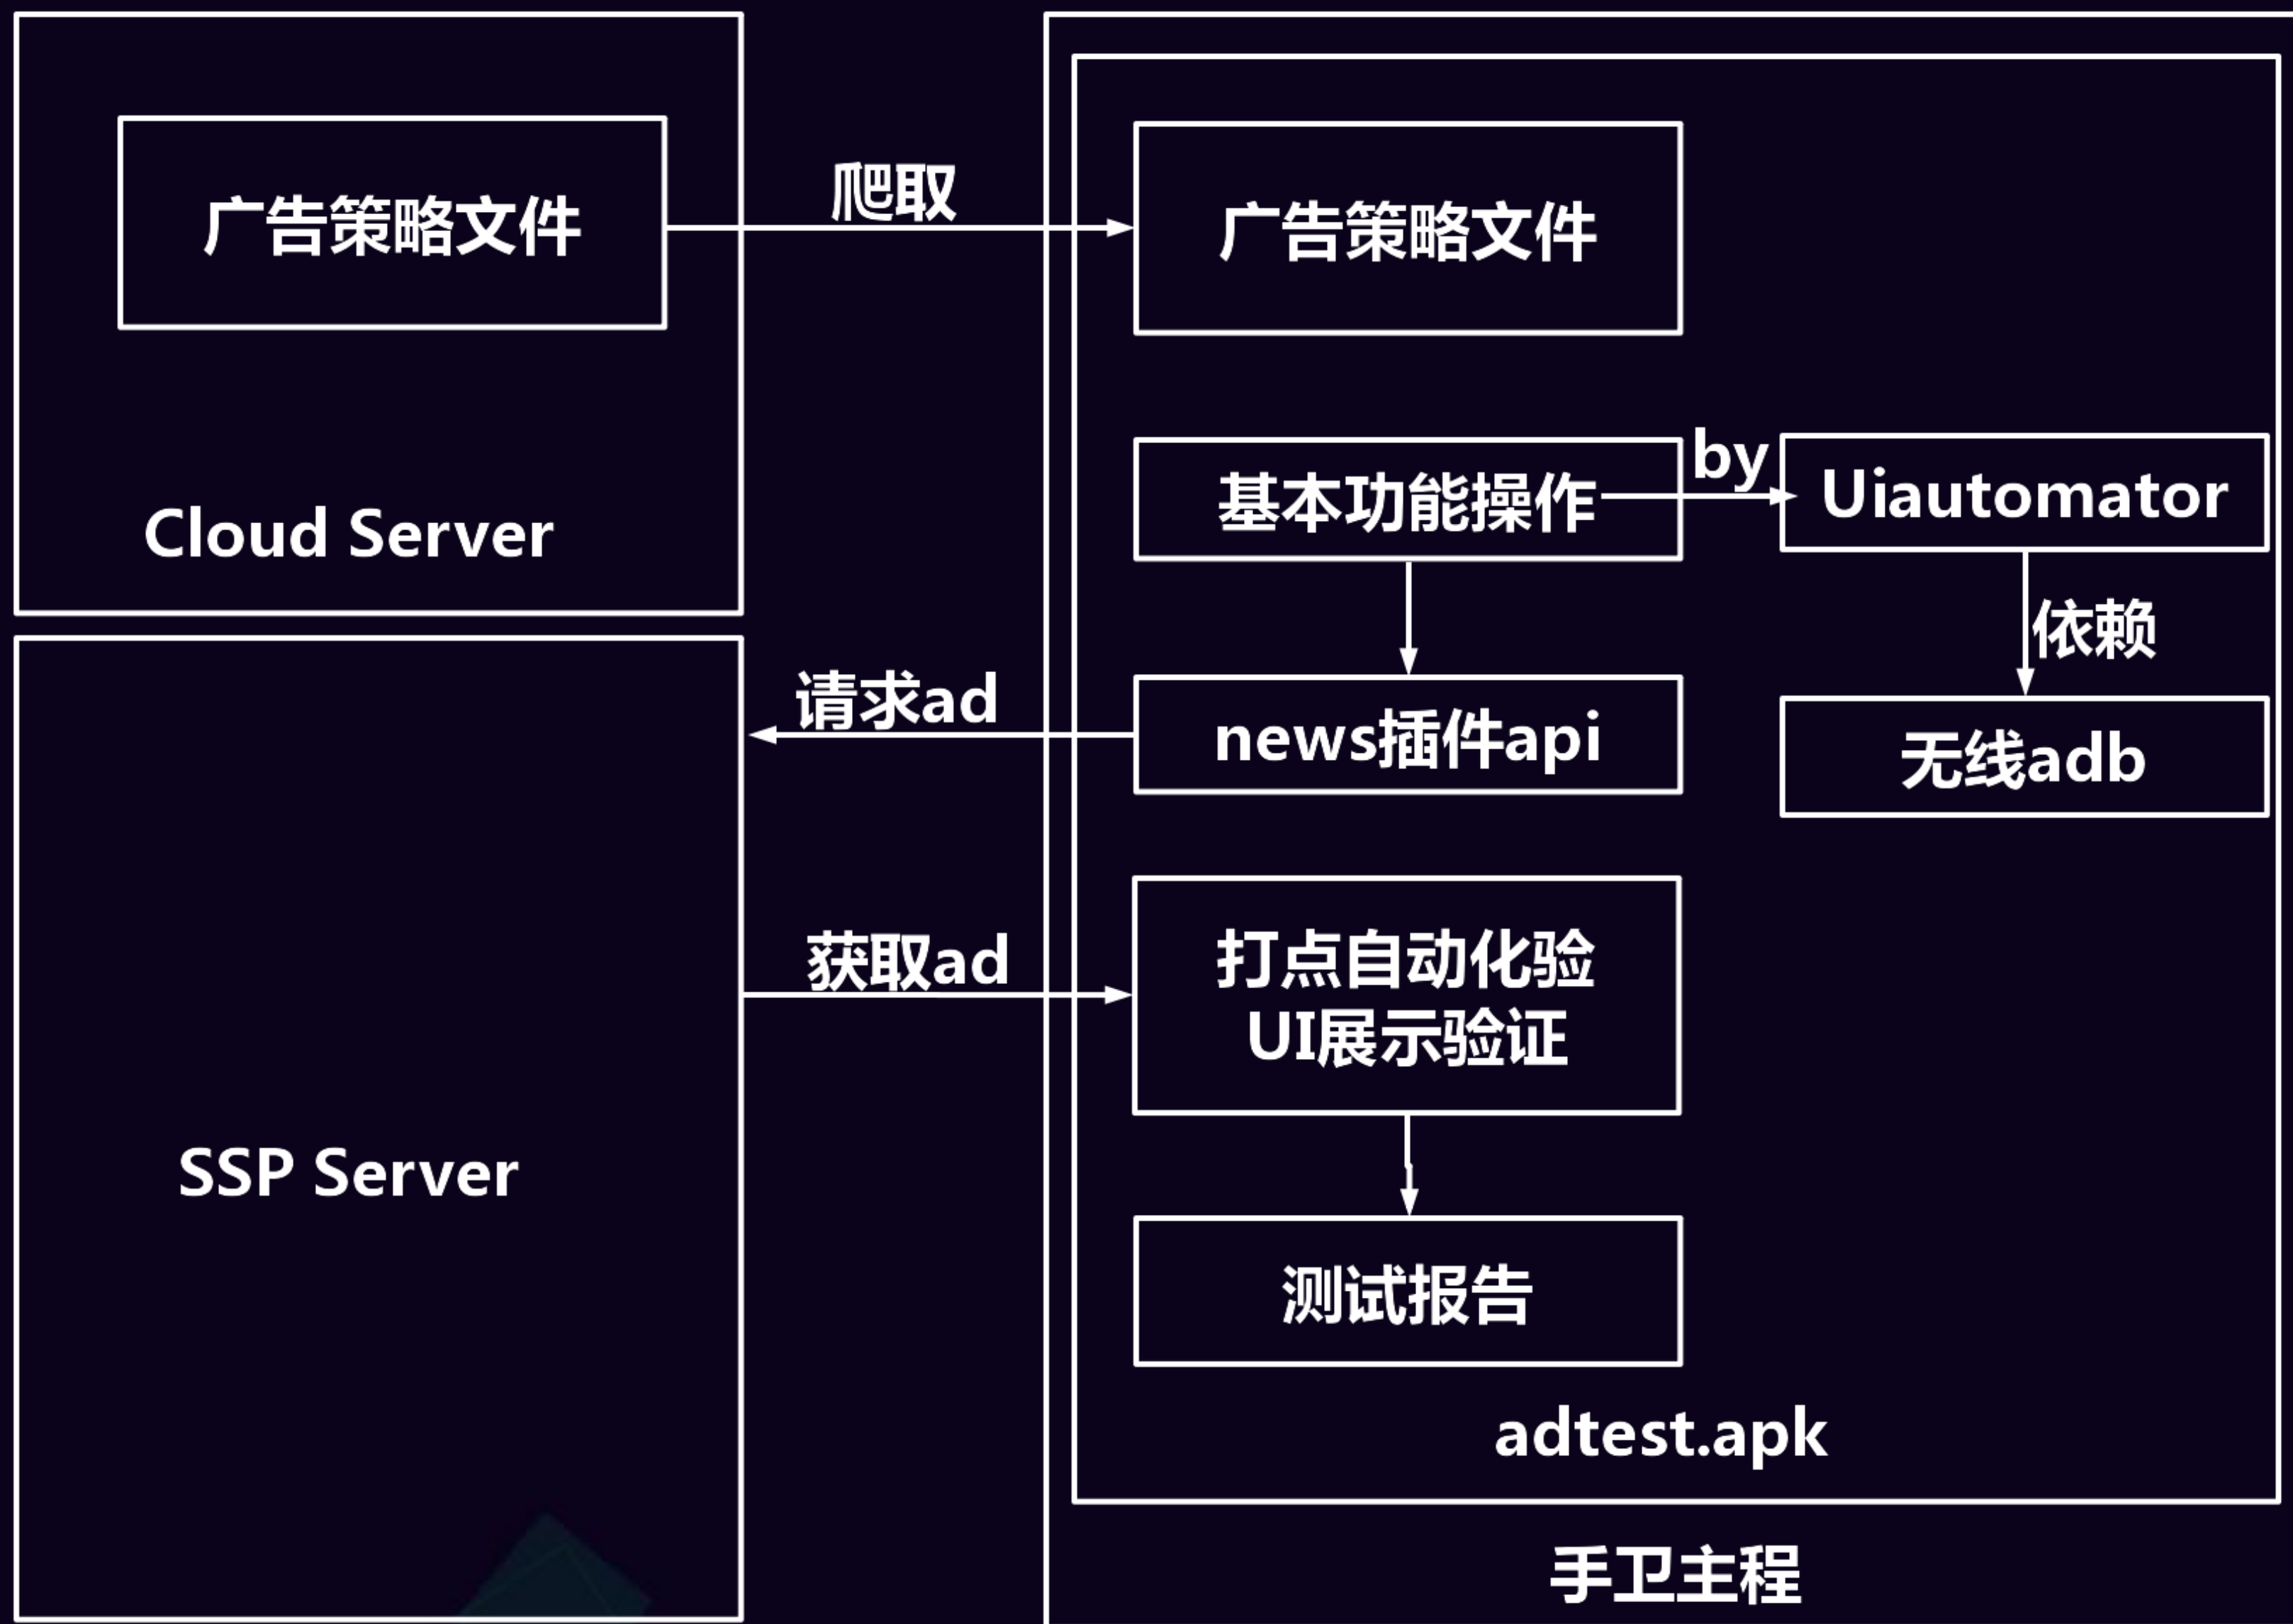 广告策略文件
爬取
广告策略文件
Cloud Server
基本功能操作
by
Uiautomator
依赖
请求ad
news插件api
无线adb
获取ad
打点自动化验
UI展示验证
SSP Server
测试报告
adtest.apk
手卫主程